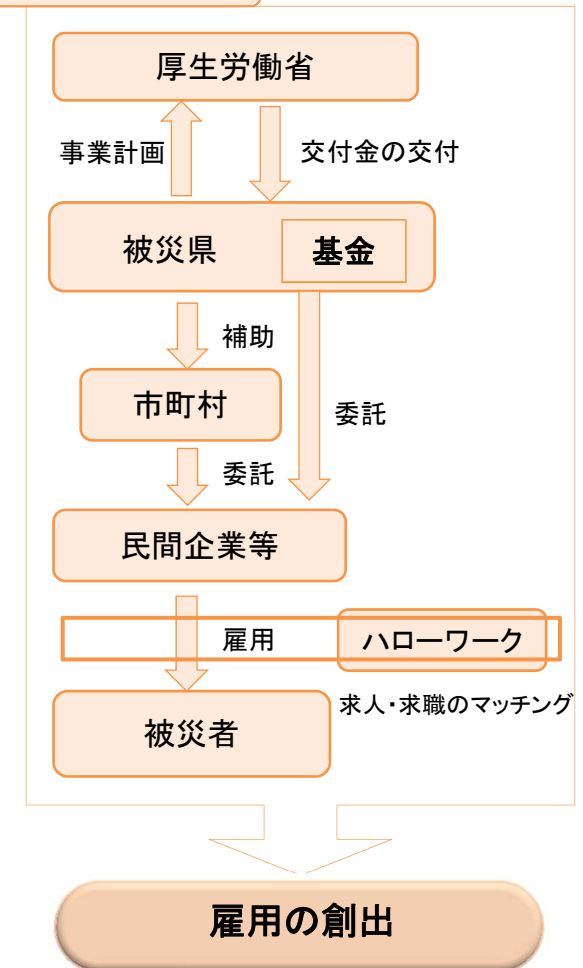 厚生労働省
事業計画
交付金の交付
被災県
基金
補助
市町村
委託
委託
民間企業等
雇用
ハローワーク
求人・求職のマッチング
被災者
雇用の創出